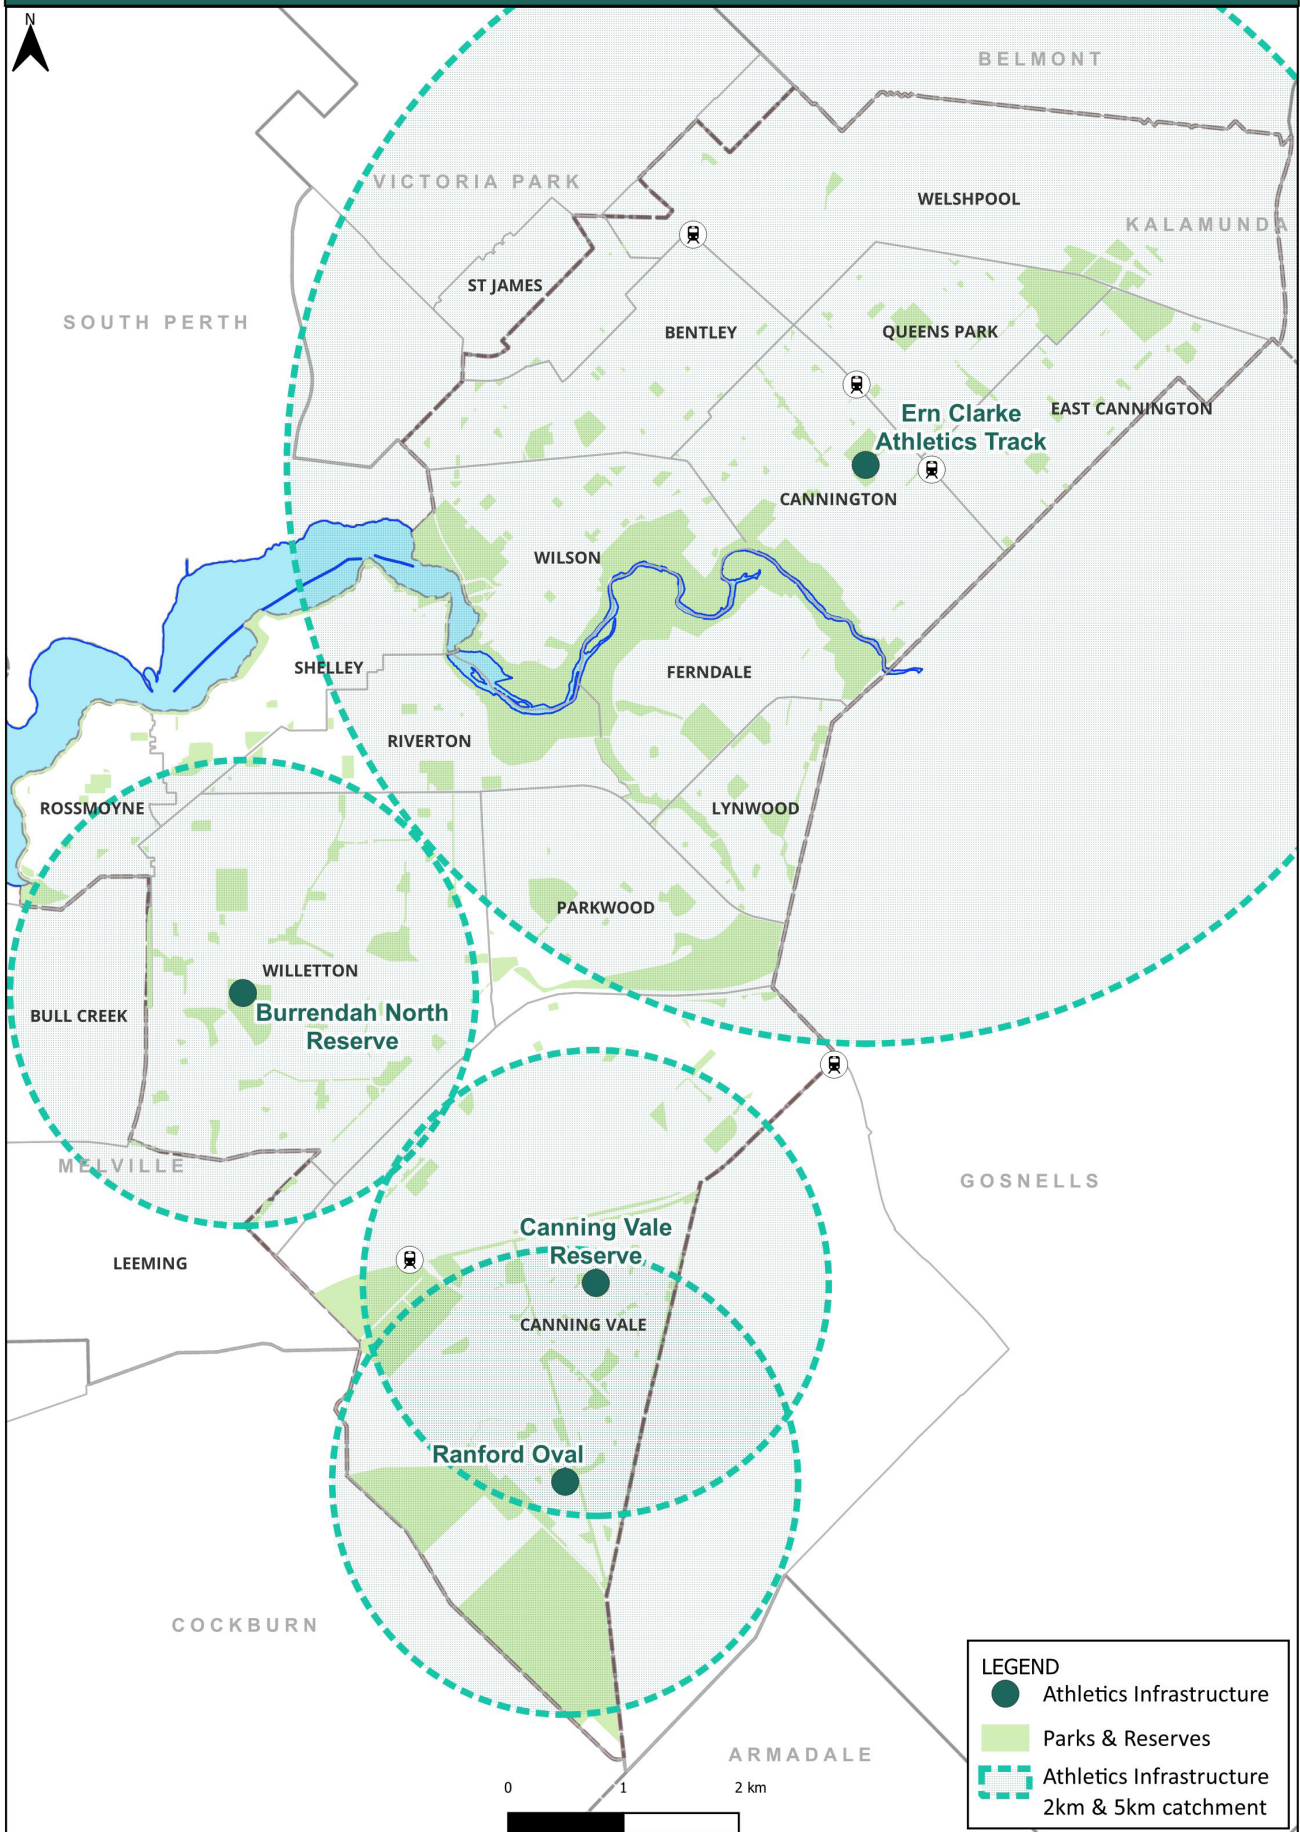 N
BELMONT
VICTORIA PARK
WELSHPOOL
KALAMUNDA
ST JAMES
SOUTH PERTH
BENTLEY
QUEENS PARK
Ern Clarke
Athletics Track
EAST CANNINGTON
CANNINGTON
WILSON
SHELLEY
FERNDALE
RIVERTON
ROSSMOYNE
LYNWOOD
PARKWOOD
WILLETTON
Burrendah North
Reserve
BULL CREEK
MELVILLE
GOSNELLS
Canning Vale
Reserve
LEEMING
CANNING VALE
Ranford Oval
COCKBURN
ARMADALE
LEGEND
Athletics Infrastructure
Parks & Reserves
Athletics Infrastructure
2km & 5km catchment
0 1 2 km